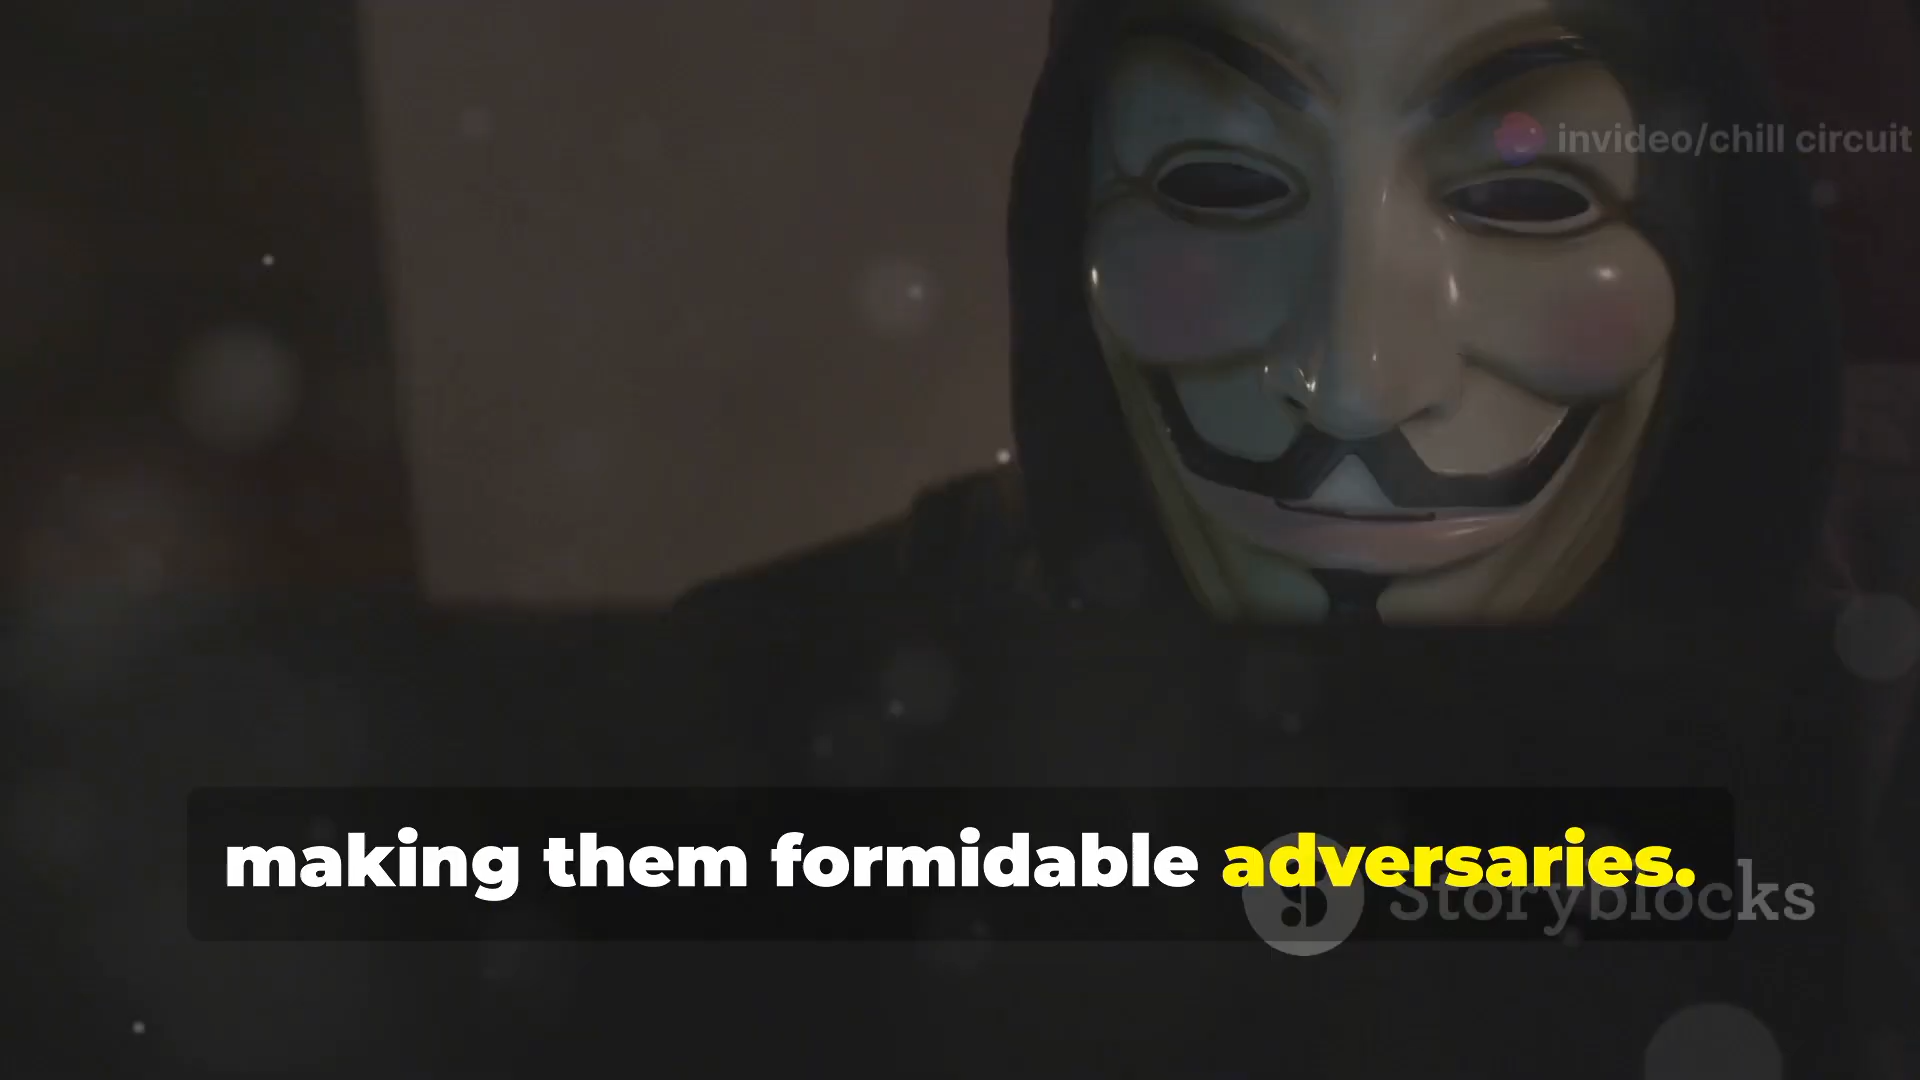 invideo/chill circuit
making them formidable adversaries.
Storyblocks